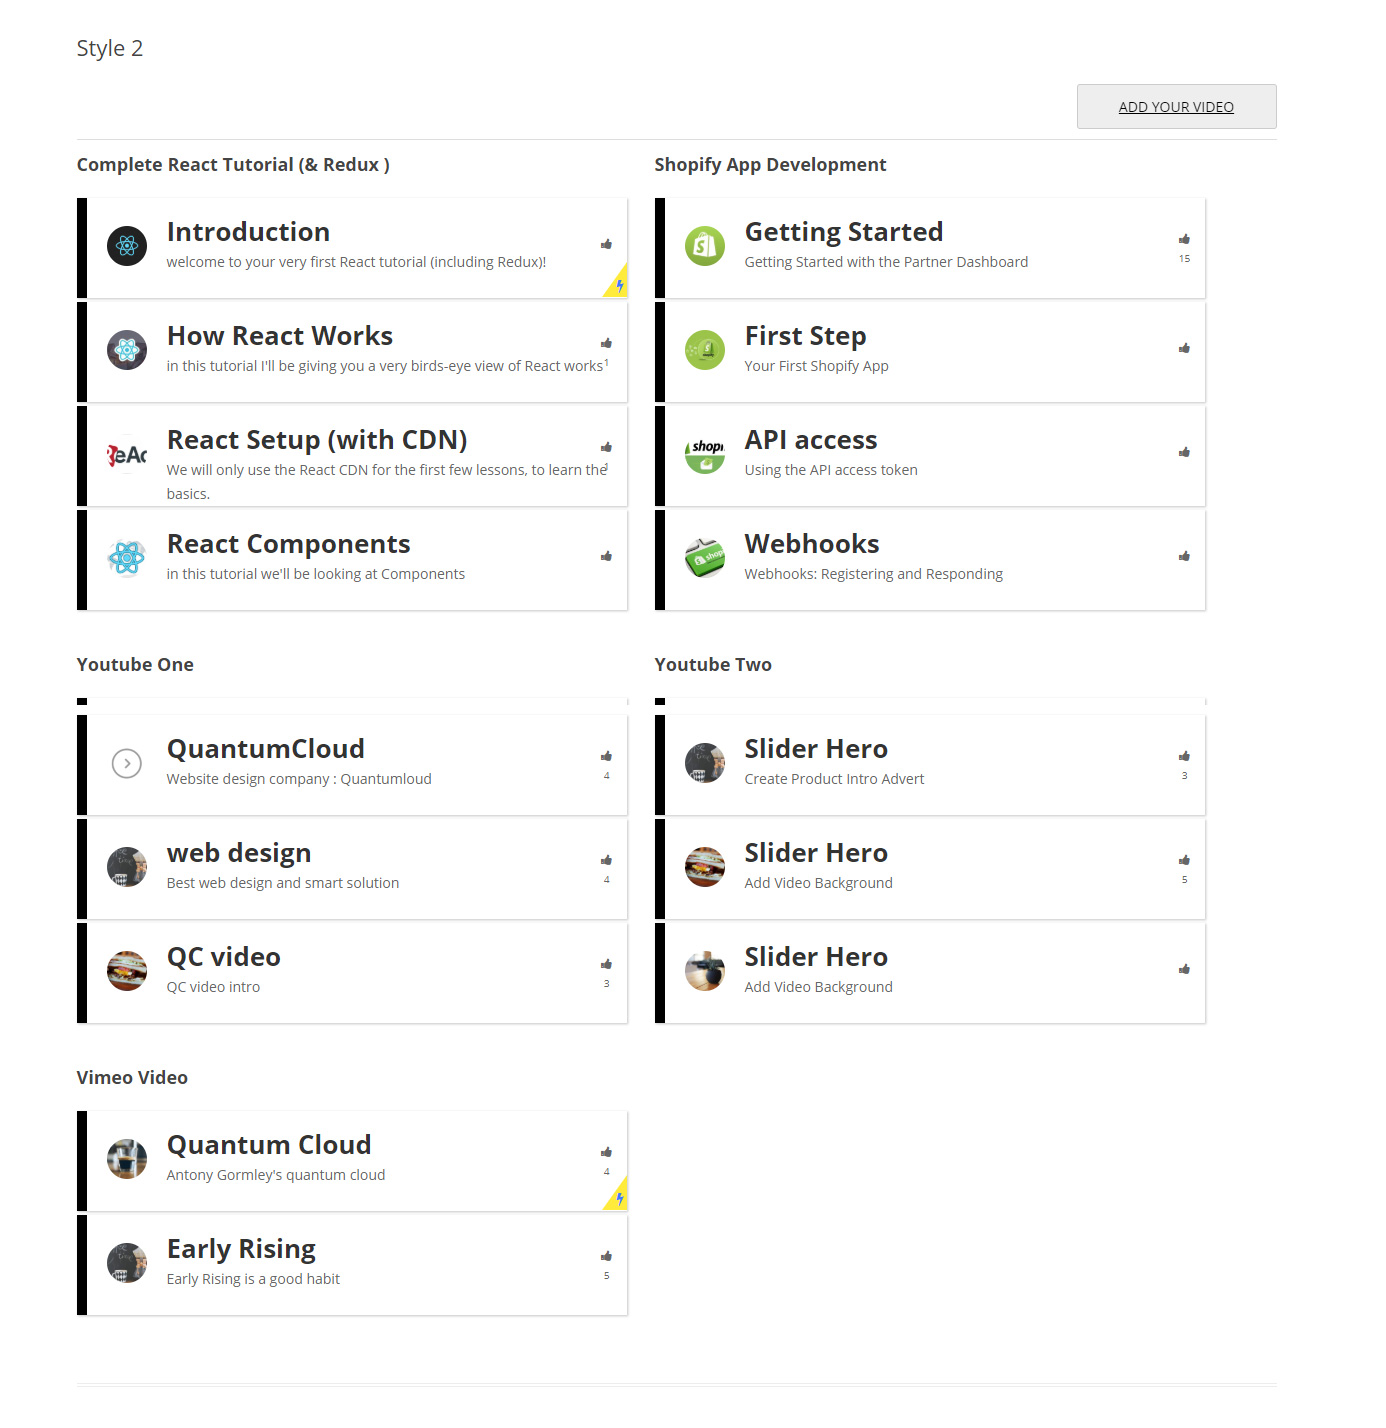 Style 2
ADD YOUR VIDEO
Complete React Tutorial (& Redux )
Introduction
welcome to your very first React tutorial (including Redux)!
How React Works
in this tutorial I'll be giving you a very birds-eye view of React works
1
React Setup (with CDN)
We will only use the React CDN for the first few lessons, to learn the
1
basics.
React Components
in this tutorial we'll be looking at Components
Shopify App Development
Getting Started
Getting Started with the Partner Dashboard
15
First Step
Your First Shopify App
API access
Using the API access token
shopi
Webhooks
Webhooks: Registering and Responding
shop
Youtube One
QuantumCloud
Website design company : Quantumloud
4
web design
Best web design and smart solution
4
QC video
QC video intro
3
Youtube Two
Slider Hero
Create Product Intro Advert
3
Slider Hero
Add Video Background
5
Slider Hero
Add Video Background
Vimeo Video
Quantum Cloud
Antony Gormley's quantum cloud
4
Early Rising
Early Rising is a good habit
5